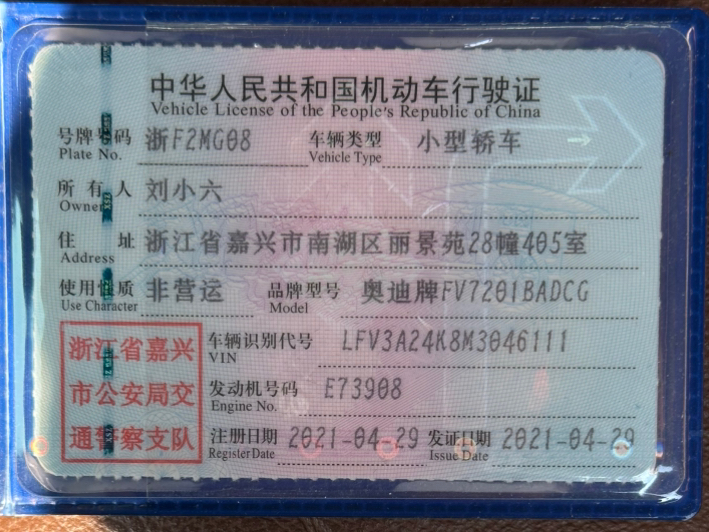 中华人民共和国机动车行驶证
Vehicle License of the People's Republic of China
号牌号码 浙F2MG08 车辆类型 小型轿车
Plate No. Vehicle Type
所有人 刘小六
Owner
住址 浙江省嘉兴市南湖区丽景苑28幢405室
Address
使用性质 非营运 品牌型号 奥迪牌FV7201BADCG
Use Character Model
浙江省嘉兴
市公安局交
通警察支队
车辆识别代号 LFV3A24K8M3046111
VIN
发动机号码 E73908
Engine No.
注册日期 2021-04-29 发证日期 2021-04-29
Register Date Issue Date